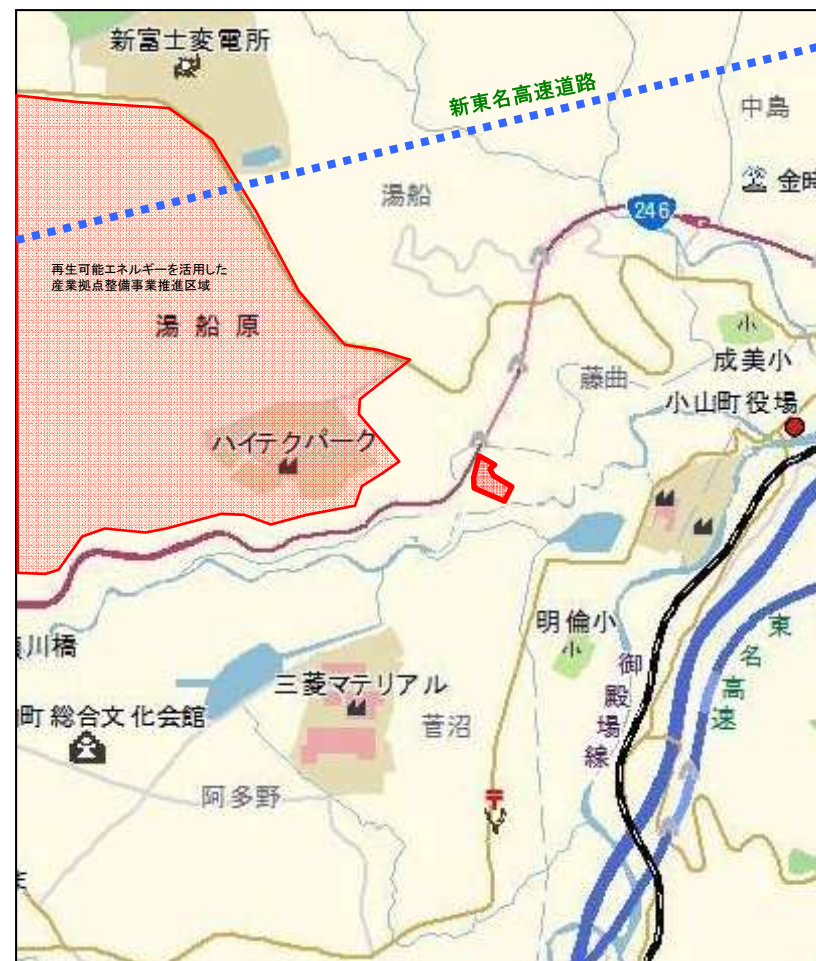 新富士変電所
新東名高速道路
中島
湯船
金時
246
再生可能エネルギーを活用した
産業拠点整備事業推進区域
湯船原
小
成美小
藤曲
小山町役場
ハイテクパーク
明倫小
小
川橋
御殿場線
東名高速
三菱マテリアル
町総合文化会館
菅沼
阿多野